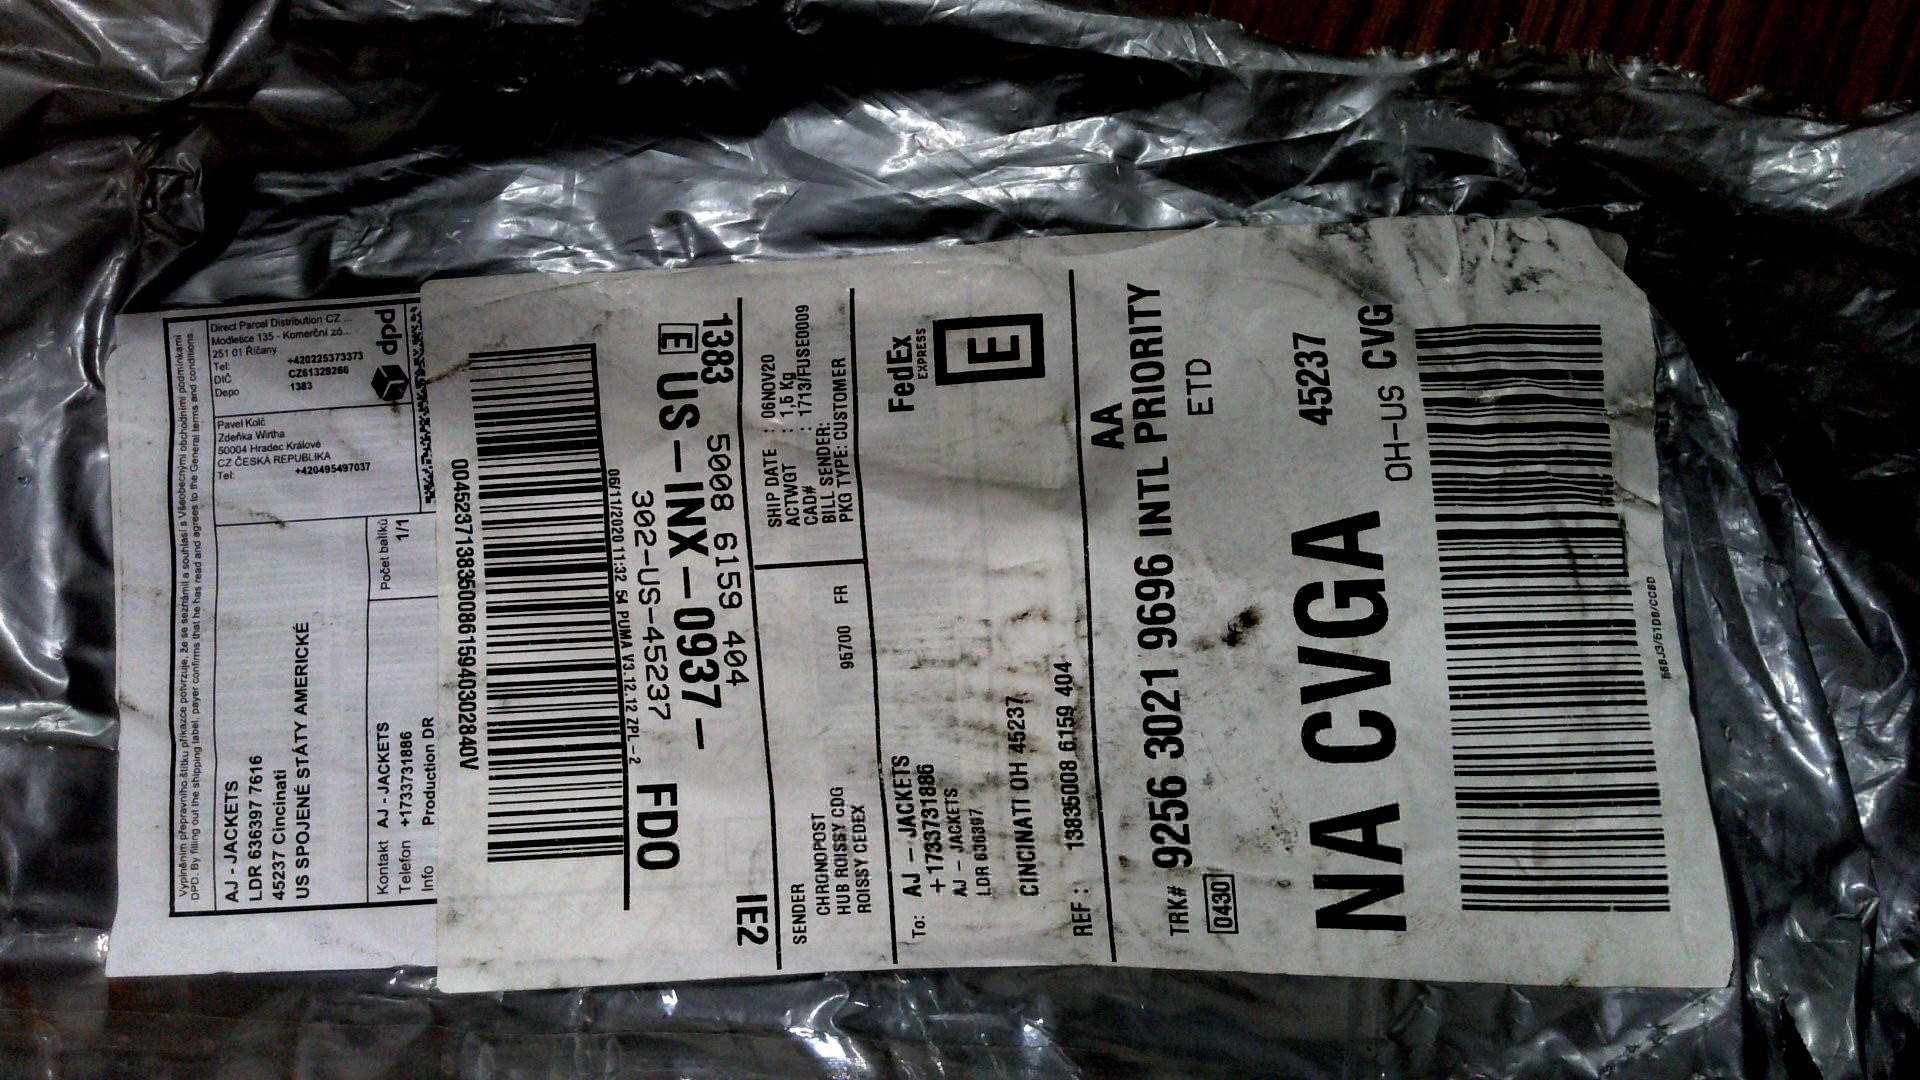 Vyplněním přepravního štítku příkazce potvrzuje, že se seznámil a souhlasí s Všeobecnými obchodními podmínkami
DPD. By filling out the shipping label, payer confirms that he has read and agrees to the General terms and conditions.
Direct Parcel Distribution CZ ...
Modletice 135 - Komerční zó...
251 01 Říčany
Tel: +420225373373
DIČ CZ61329266
Depo 1383
dpd
Pavel Kolč
Zdeňka Wirtha
50004 Hradec Králové
CZ ČESKÁ REPUBLIKA
Tel: +420495497037
AJ - JACKETS
LDR 636397 7616
45237 Cincinati
US SPOJENÉ STÁTY AMERICKÉ
Počet balíků
1/1
Kontakt AJ - JACKETS
Telefon +1733731886
Info Production DR
004523713835008615940302840V
06/11/2020 11:32 54 PUMA V3.12.12 ZPL-2
302-US-45237
FDO
E US-INX-0937-
1383 5008 6159 404
IE2
SHIP DATE : 06NOV20
ACTWGT : 1,5 Kg
CAD# : 1713/FUSE0009
BILL SENDER:
PKG TYPE: CUSTOMER
SENDER
CHRONOPOST
HUB ROISSY CDG
ROISSY CEDEX 95700 FR
FedEx
EXPRESS
E
To: AJ - JACKETS
+1733731886
AJ - JACKETS
LDR 636397
CINCINATI OH 45237
REF : 13835008 6159 404
AA
TRK# 9256 3021 9696 INTL PRIORITY
0430
ETD
45237
NA CVGA
OH-US CVG